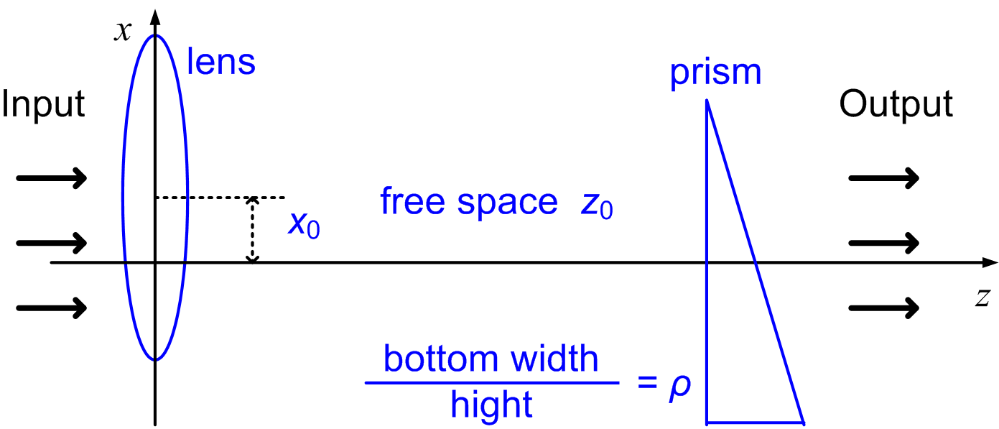 x
lens
prism
Input
Output
free space z₀
x₀
z
bottom width
hight
= ρ